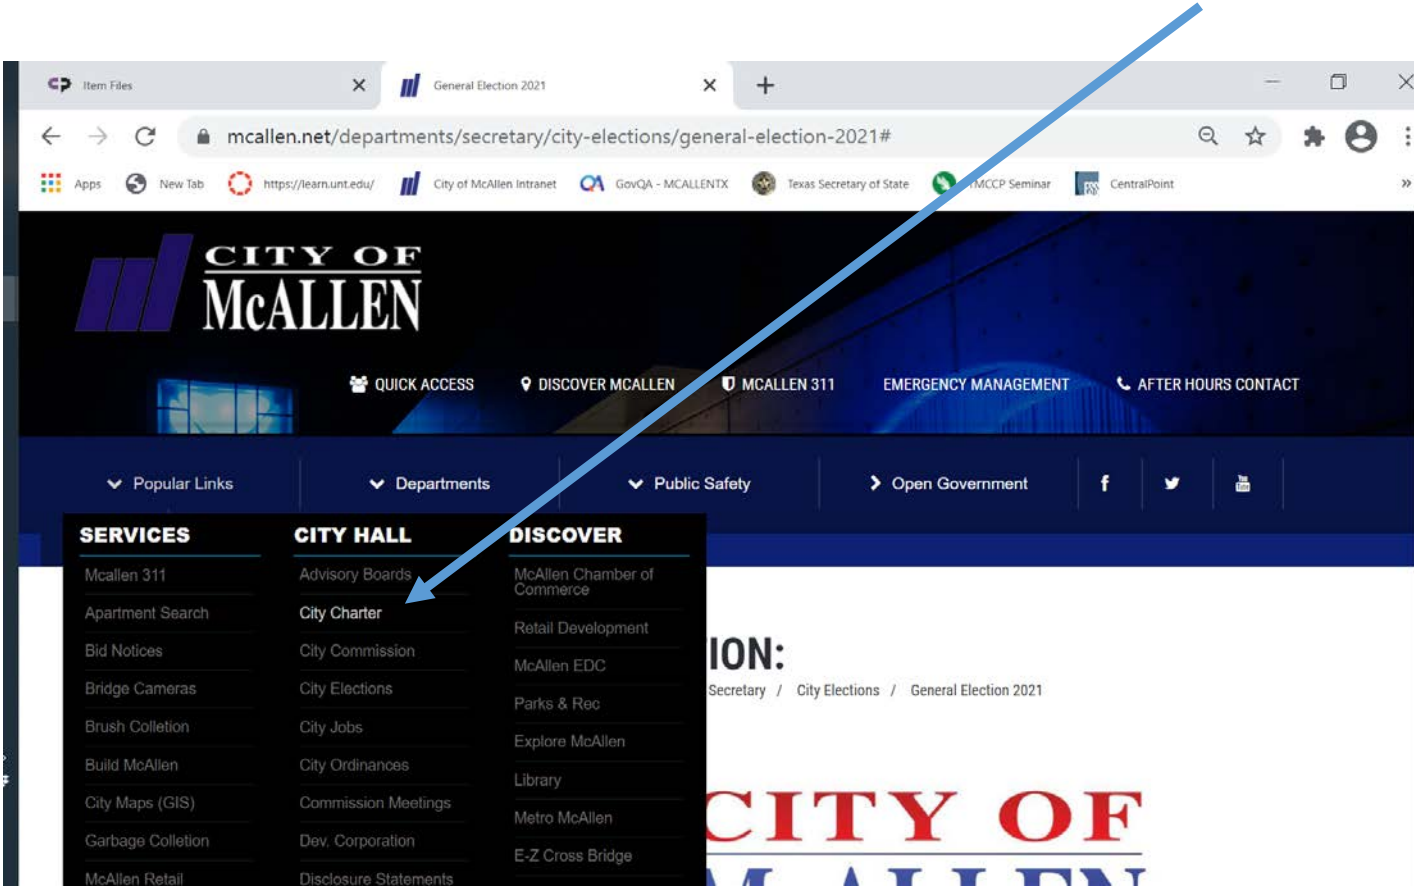 Item Files
General Election 2021
mcallen.net/departments/secretary/city-elections/general-election-2021#
Apps New Tab https://learn.unt.edu/ City of McAllen Intranet GovQA - MCALLENTX Texas Secretary of State TMCCP Seminar CentralPoint »
CITY OF
McALLEN
QUICK ACCESS DISCOVER MCALLEN MCALLEN 311 EMERGENCY MANAGEMENT AFTER HOURS CONTACT
Popular Links Departments Public Safety Open Government
SERVICES
Mcallen 311
Apartment Search
Bid Notices
Bridge Cameras
Brush Colletion
Build McAllen
City Maps (GIS)
Garbage Colletion
McAllen Retail
CITY HALL
Advisory Boards
City Charter
City Commission
City Elections
City Jobs
City Ordinances
Commission Meetings
Dev. Corporation
Disclosure Statements
DISCOVER
McAllen Chamber of
Commerce
Retail Development
McAllen EDC
Parks & Rec
Explore McAllen
Library
Metro McAllen
E-Z Cross Bridge
ION:
Secretary / City Elections / General Election 2021
CITY OF
McALLEN